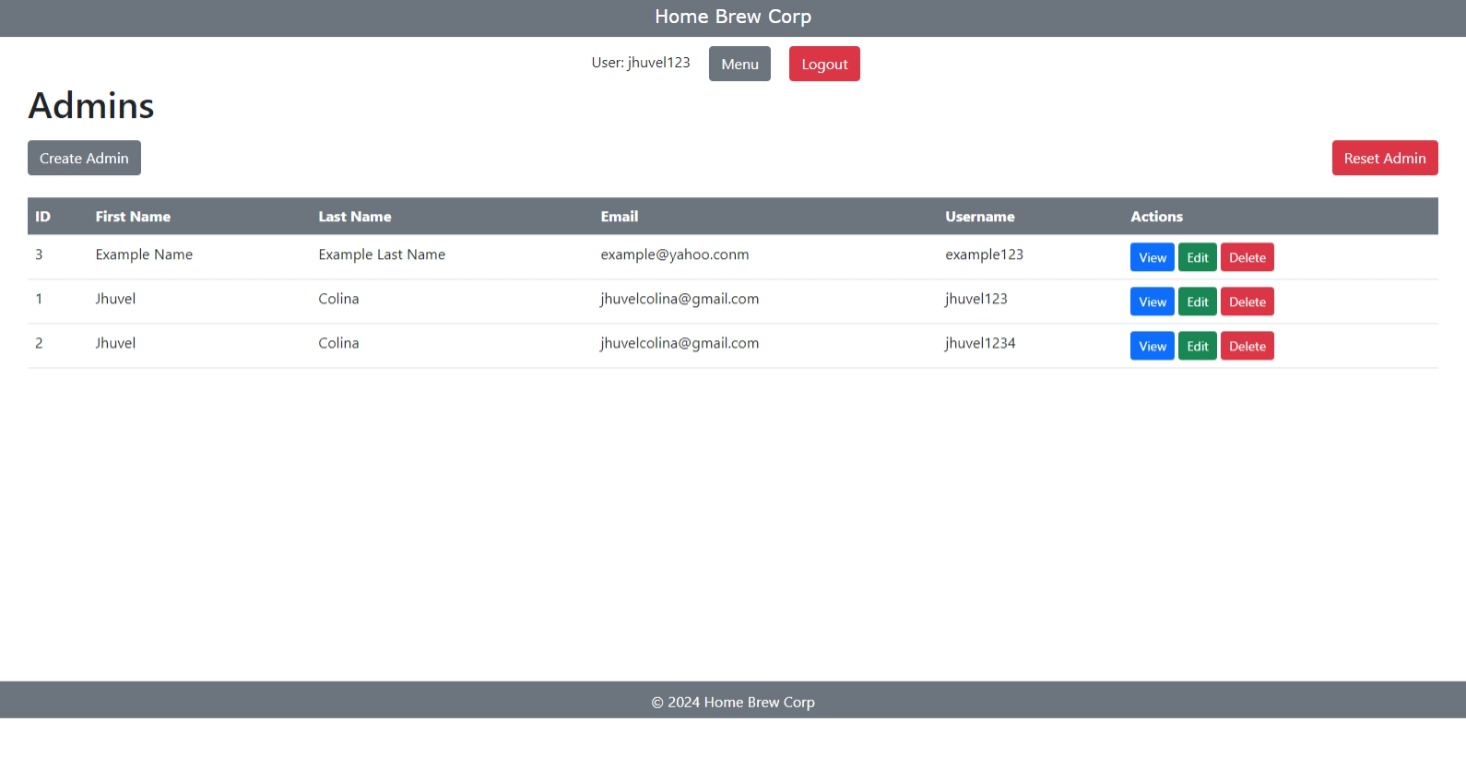 Home Brew Corp
User: jhuvel123 Menu Logout
Admins
Create Admin Reset Admin
ID First Name Last Name Email Username Actions
3 Example Name Example Last Name example@yahoo.conm example123 View Edit Delete
1 Jhuvel Colina jhuvelcolina@gmail.com jhuvel123 View Edit Delete
2 Jhuvel Colina jhuvelcolina@gmail.com jhuvel1234 View Edit Delete
© 2024 Home Brew Corp